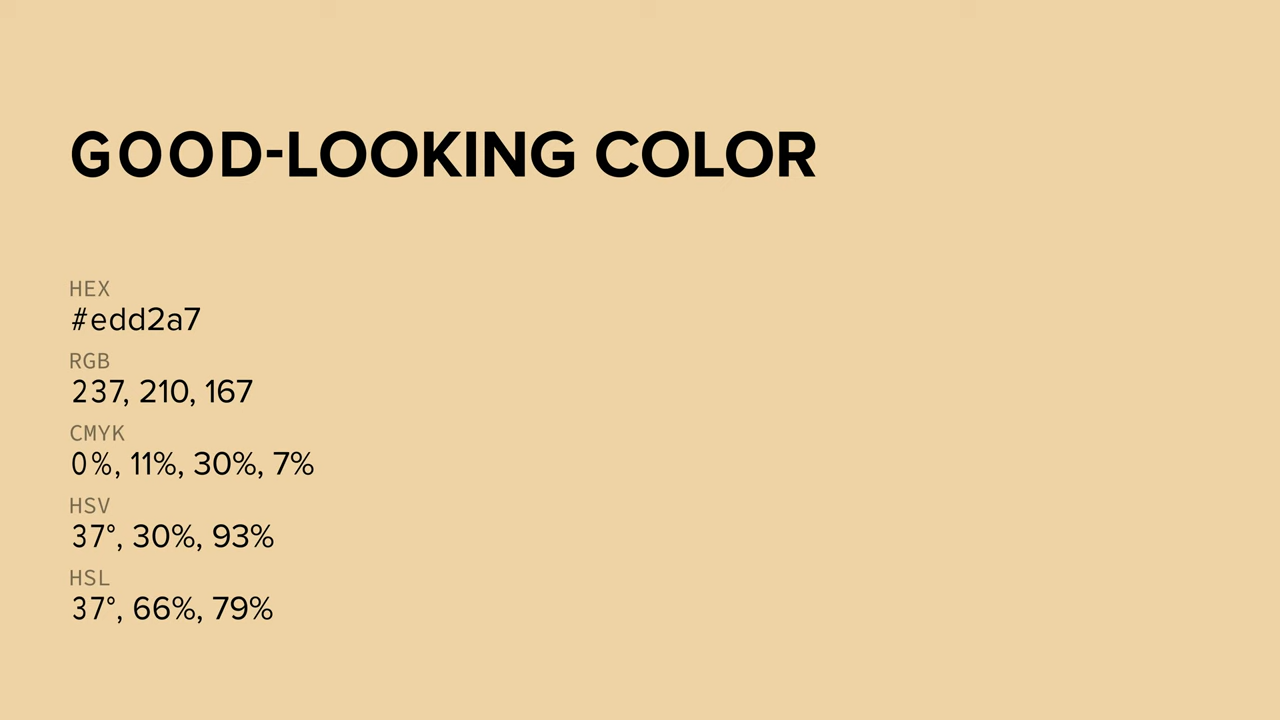 GOOD-LOOKING COLOR
HEX
#edd2a7
RGB
237, 210, 167
CMYK
0%, 11%, 30%, 7%
HSV
37°, 30%, 93%
HSL
37°, 66%, 79%